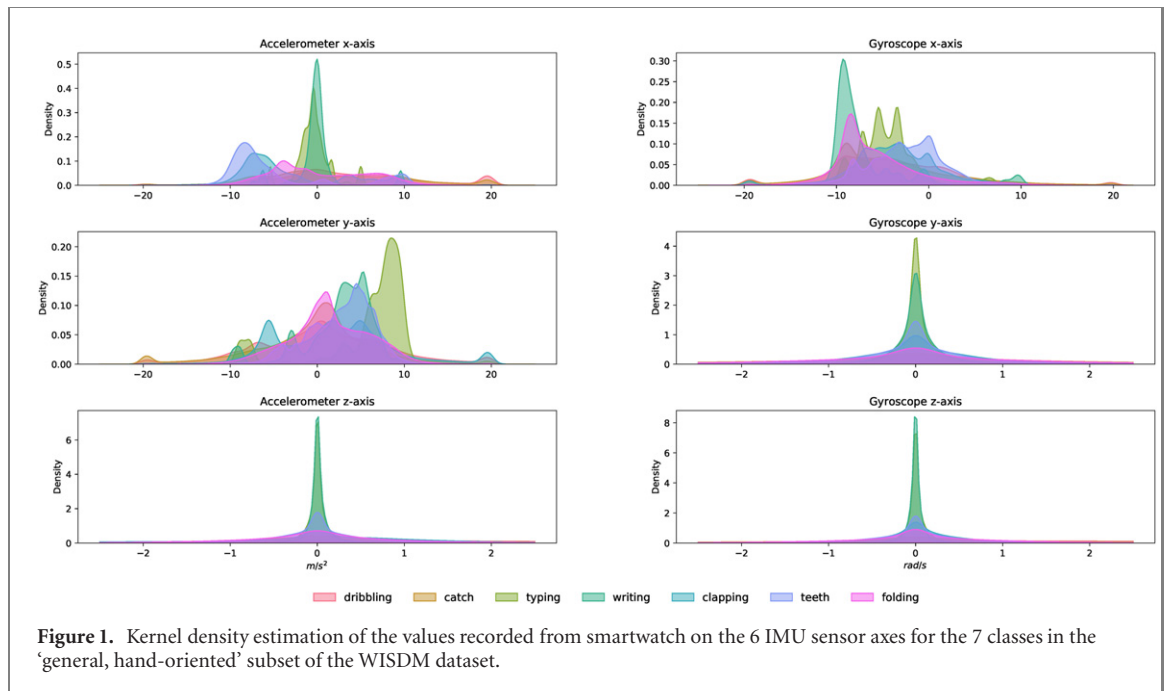 Accelerometer x-axis
Density
0.5
0.4
0.3
0.2
0.1
0.0
−20 −10 0 10 20
Gyroscope x-axis
Density
0.30
0.25
0.20
0.15
0.10
0.05
0.00
−20 −10 0 10 20
Accelerometer y-axis
Density
0.20
0.15
0.10
0.05
0.00
−20 −10 0 10 20
Gyroscope y-axis
Density
4
3
2
1
0
−2 −1 0 1 2
Accelerometer z-axis
Density
6
4
2
0
−2 −1 0 1 2
m/s²
Gyroscope z-axis
Density
8
6
4
2
0
−2 −1 0 1 2
rad/s
dribbling catch typing writing clapping teeth folding
Figure 1. Kernel density estimation of the values recorded from smartwatch on the 6 IMU sensor axes for the 7 classes in the
‘general, hand-oriented’ subset of the WISDM dataset.